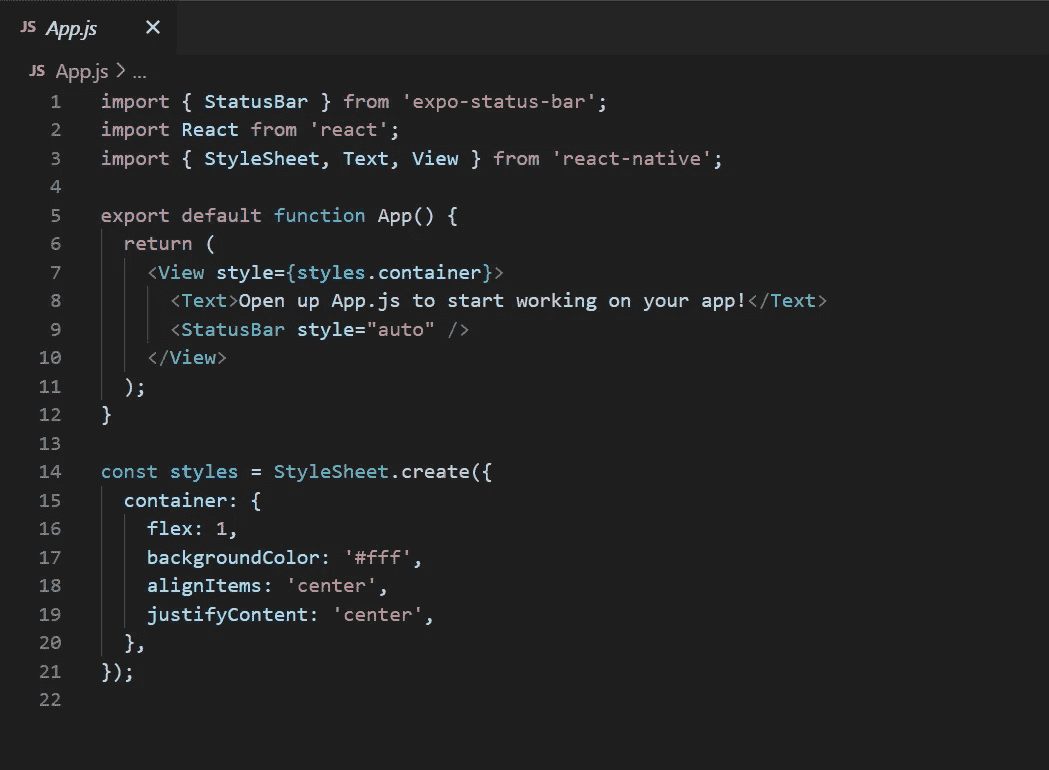 JS App.js ×
JS App.js > ...
1 import { StatusBar } from 'expo-status-bar';
2 import React from 'react';
3 import { StyleSheet, Text, View } from 'react-native';
4
5 export default function App() {
6   return (
7     <View style={styles.container}>
8       <Text>Open up App.js to start working on your app!</Text>
9       <StatusBar style="auto" />
10     </View>
11   );
12 }
13
14 const styles = StyleSheet.create({
15   container: {
16     flex: 1,
17     backgroundColor: '#fff',
18     alignItems: 'center',
19     justifyContent: 'center',
20   },
21 });
22